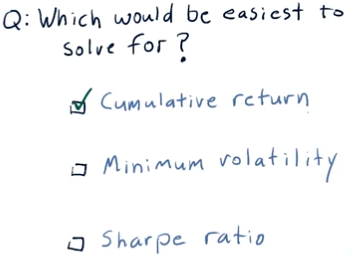 Q: Which would be easiest to
solve for?
Cumulative return
Minimum volatility
Sharpe ratio